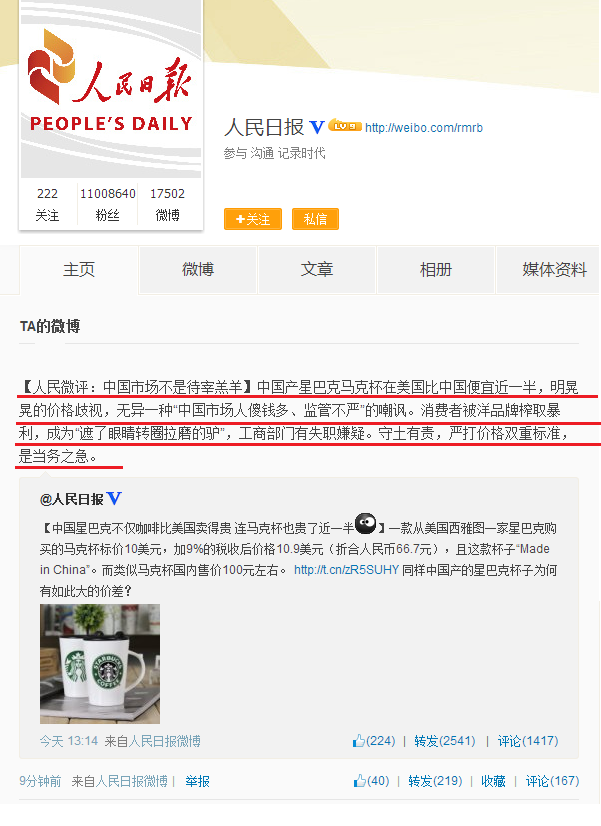 人民日报
PEOPLE'S DAILY
人民日报 V LV 9 http://weibo.com/rmrb
参与 沟通 记录时代
222 11008640 17502
关注 粉丝 微博
+关注 私信
主页 微博 文章 相册 媒体资料
TA的微博
【人民微评：中国市场不是待宰羔羊】中国产星巴克马克杯在美国比中国便宜近一半，明晃
晃的价格歧视，无异一种“中国市场人傻钱多、监管不严”的嘲讽。消费者被洋品牌榨取暴
利，成为“遮了眼睛转圈拉磨的驴”，工商部门有失职嫌疑。守土有责，严打价格双重标准，
是当务之急。
@人民日报 V
【中国星巴克不仅咖啡比美国卖得贵 连马克杯也贵了近一半】一款从美国西雅图一家星巴克购
买的马克杯标价10美元，加9%的税收后价格10.9美元（折合人民币66.7元），且这款杯子“Made
in China”。而类似马克杯国内售价100元左右。 http://t.cn/zR5SUHY 同样中国产的星巴克杯子为何
有如此大的价差？
STARBUCKS
COFFEE
今天 13:14 来自人民日报微博 (224) | 转发(2541) | 评论(1417)
9分钟前 来自人民日报微博 | 举报 (40) | 转发(219) | 收藏 | 评论(167)